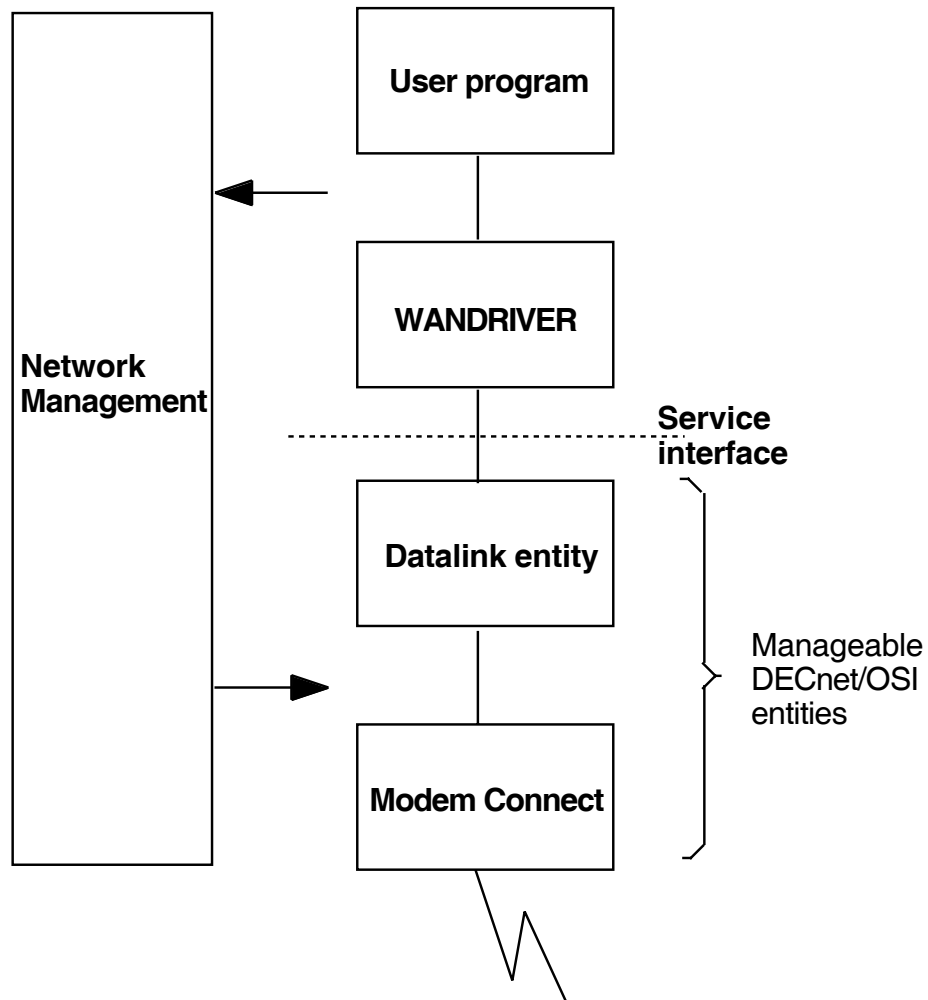 User program
WANDRIVER
Network
Management
Service
interface
Datalink entity
Manageable
DECnet/OSI
entities
Modem Connect